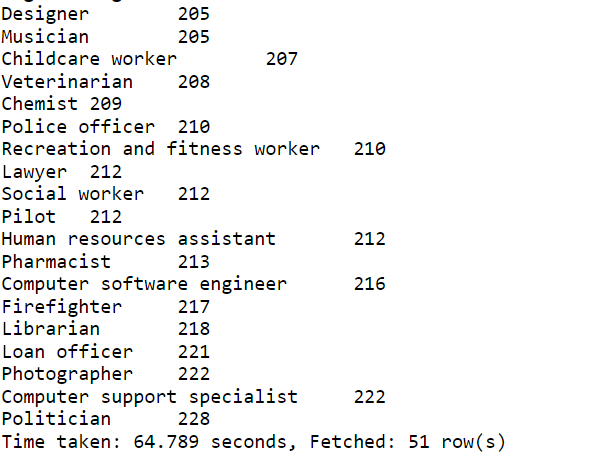 Designer	205
Musician	205
Childcare worker	207
Veterinarian	208
Chemist	209
Police officer	210
Recreation and fitness worker	210
Lawyer	212
Social worker	212
Pilot	212
Human resources assistant	212
Pharmacist	213
Computer software engineer	216
Firefighter	217
Librarian	218
Loan officer	221
Photographer	222
Computer support specialist	222
Politician	228
Time taken: 64.789 seconds, Fetched: 51 row(s)